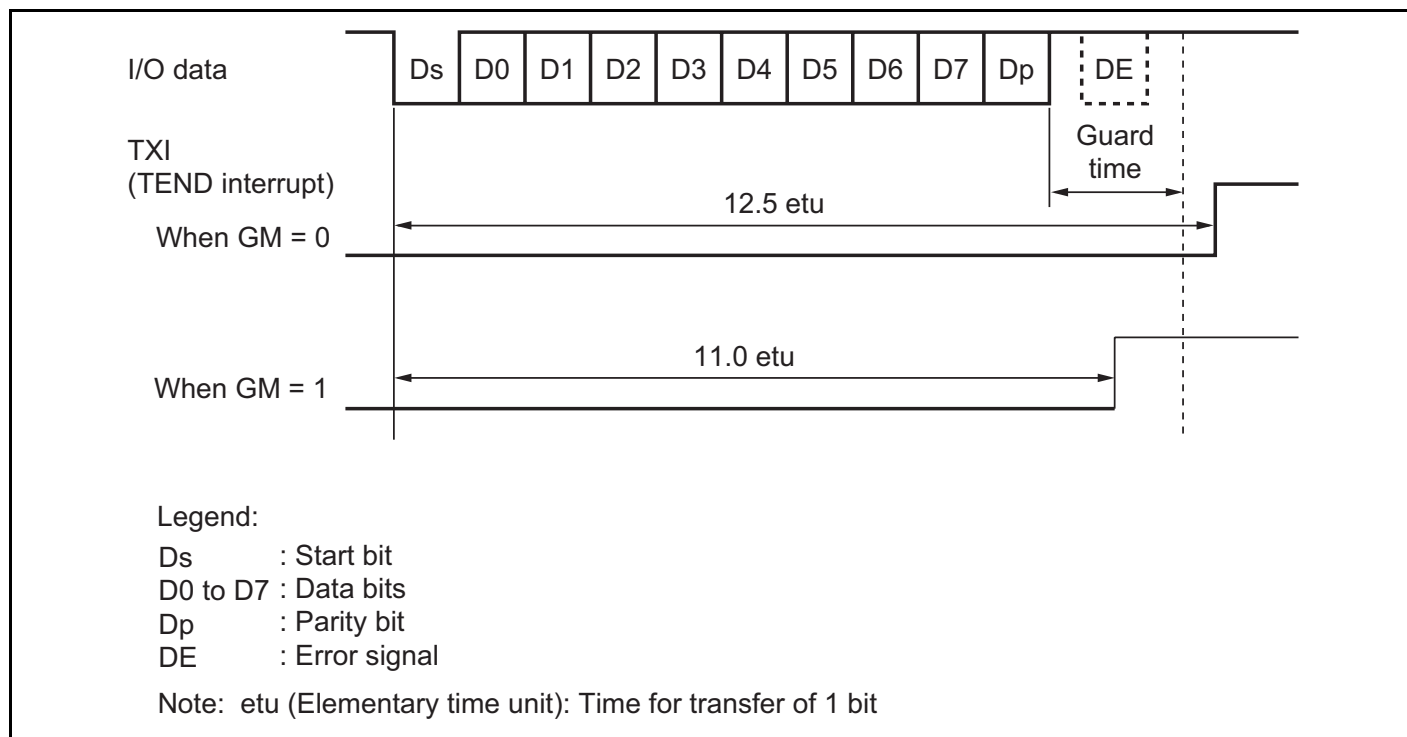 I/O data
Ds D0 D1 D2 D3 D4 D5 D6 D7 Dp DE
Guard
time
TXI
(TEND interrupt)
12.5 etu
When GM = 0
11.0 etu
When GM = 1
Legend:
Ds : Start bit
D0 to D7 : Data bits
Dp : Parity bit
DE : Error signal
Note: etu (Elementary time unit): Time for transfer of 1 bit